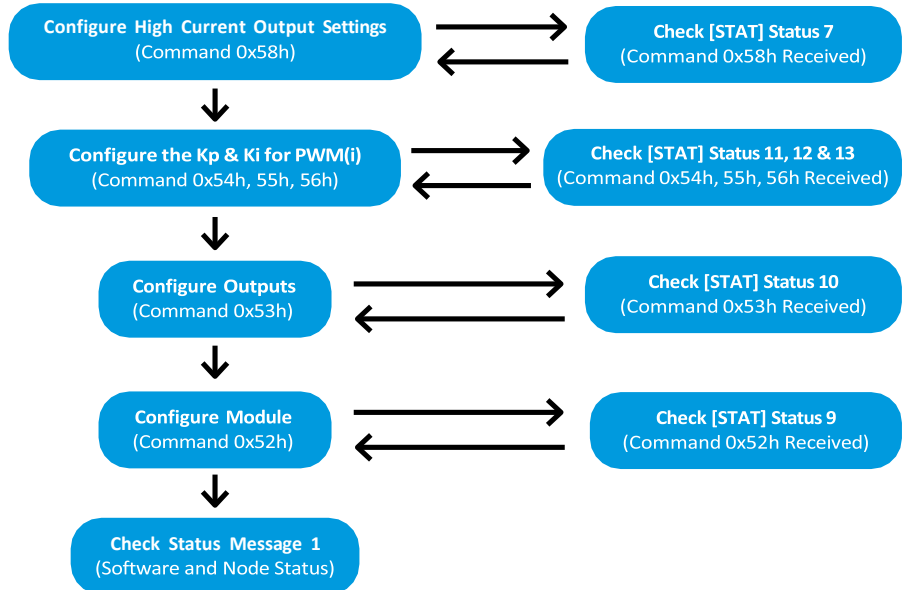 Configure High Current Output Settings
(Command 0x58h)
Check [STAT] Status 7
(Command 0x58h Received)
Configure the Kp & Ki for PWM(i)
(Command 0x54h, 55h, 56h)
Check [STAT] Status 11, 12 & 13
(Command 0x54h, 55h, 56h Received)
Configure Outputs
(Command 0x53h)
Check [STAT] Status 10
(Command 0x53h Received)
Configure Module
(Command 0x52h)
Check [STAT] Status 9
(Command 0x52h Received)
Check Status Message 1
(Software and Node Status)